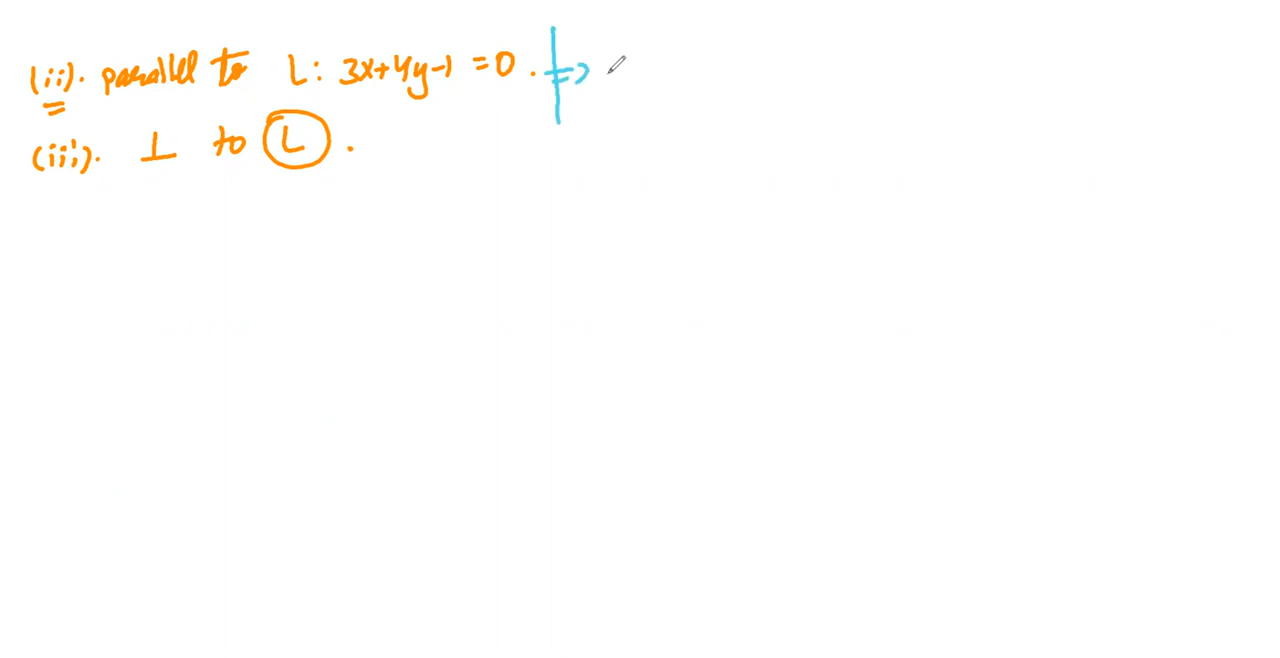 (ii). parallel to L: 3x+4y-1 = 0. =>
(iii). ⊥ to L.